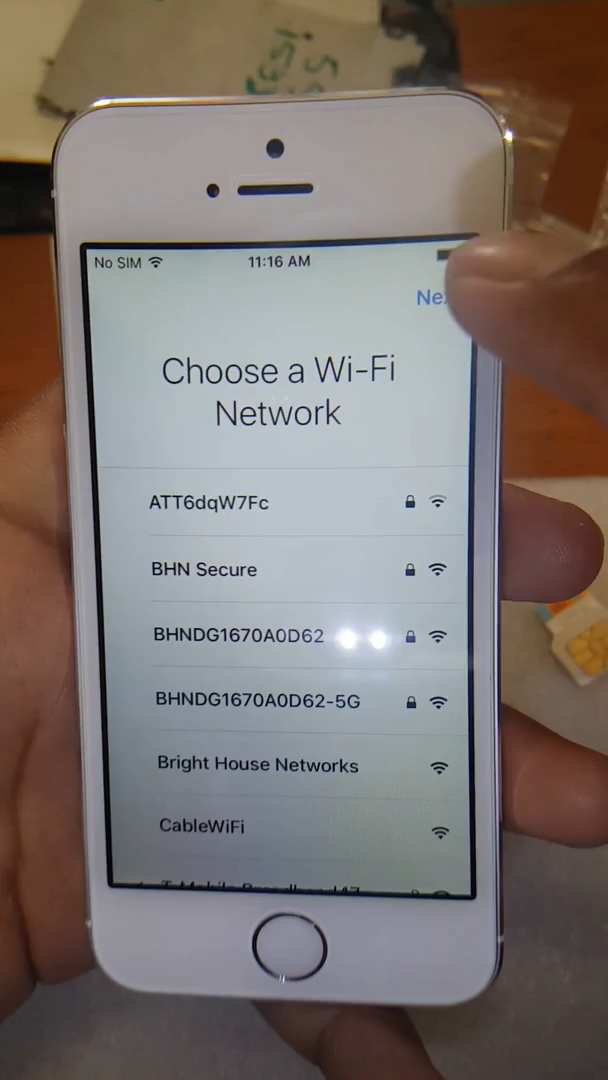 No SIM
11:16 AM
Choose a Wi-Fi
Network
ATT6dqW7Fc
BHN Secure
BHNDG1670A0D62
BHNDG1670A0D62-5G
Bright House Networks
CableWiFi